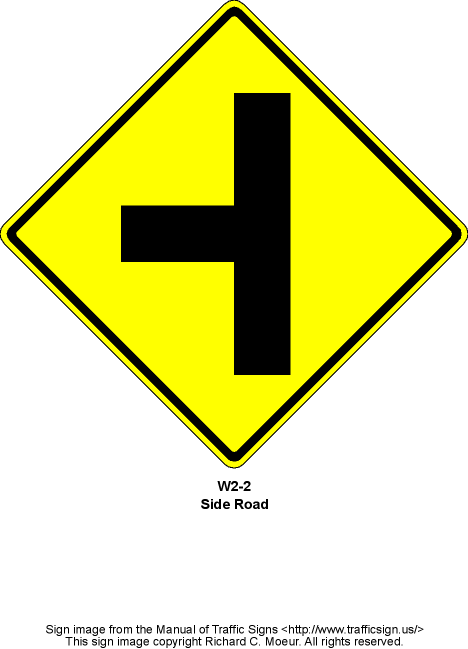 W2-2
Side Road
Sign image from the Manual of Traffic Signs <http://www.trafficsign.us/>
This sign image copyright Richard C. Moeur. All rights reserved.